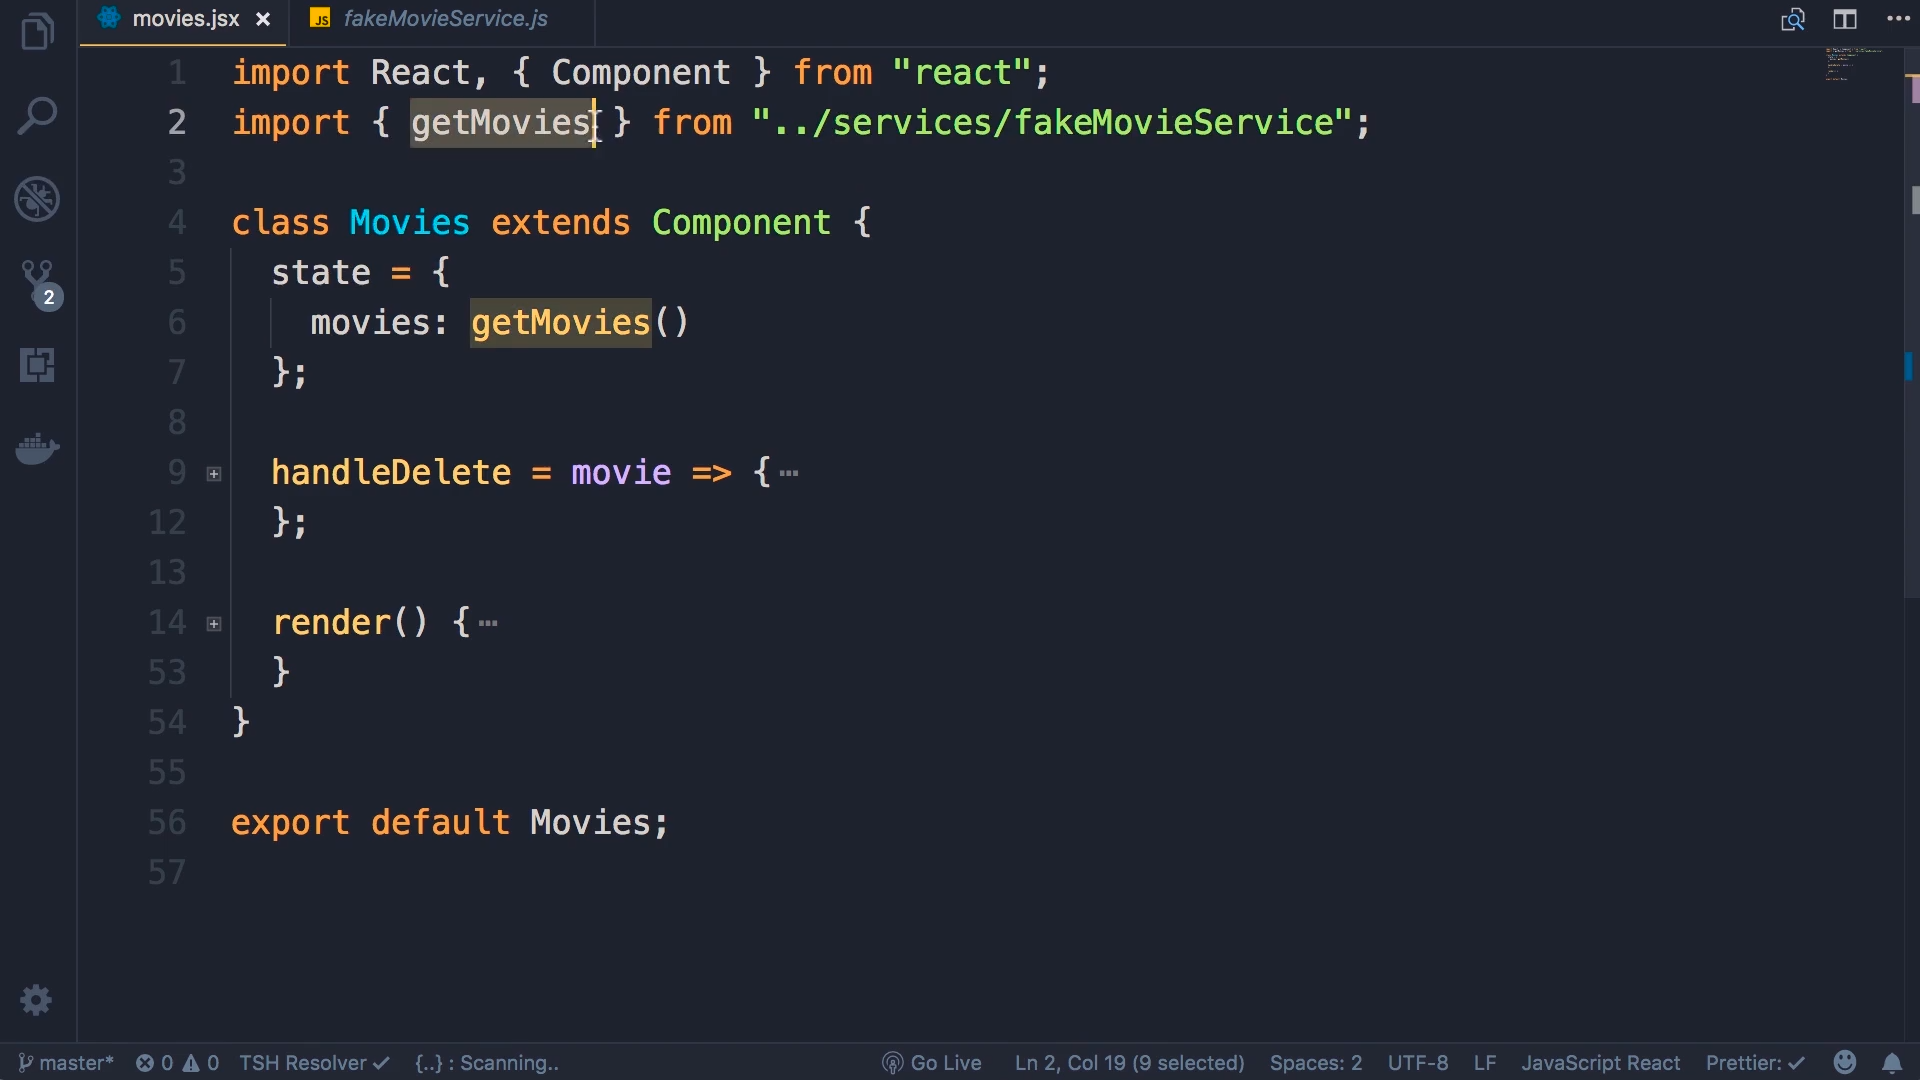 movies.jsx × JS fakeMovieService.js
1 import React, { Component } from "react";
2 import { getMovies } from "../services/fakeMovieService";
3
4 class Movies extends Component {
5 state = {
6 movies: getMovies()
7 };
8
9 handleDelete = movie => {…
12 };
13
14 render() {…
53 }
54 }
55
56 export default Movies;
57
2
master* 0 0 TSH Resolver ✓ {..} : Scanning.. Go Live Ln 2, Col 19 (9 selected) Spaces: 2 UTF-8 LF JavaScript React Prettier: ✓